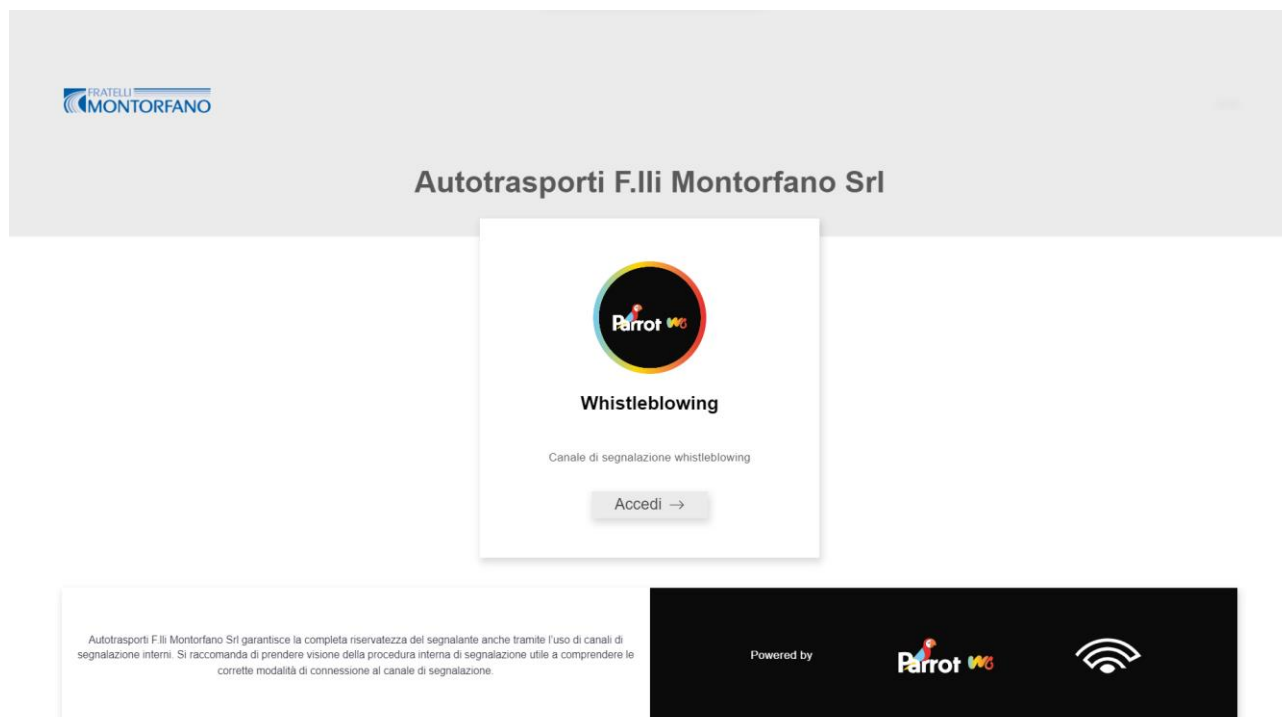 FRATELLI
MONTORFANO
Autotrasporti F.lli Montorfano Srl
Parrot WB
Whistleblowing
Canale di segnalazione whistleblowing
Accedi →
Autotrasporti F.lli Montorfano Srl garantisce la completa riservatezza del segnalante anche tramite l'uso di canali di
segnalazione interni. Si raccomanda di prendere visione della procedura interna di segnalazione utile a comprendere le
corrette modalità di connessione al canale di segnalazione.
Powered by
Parrot WB